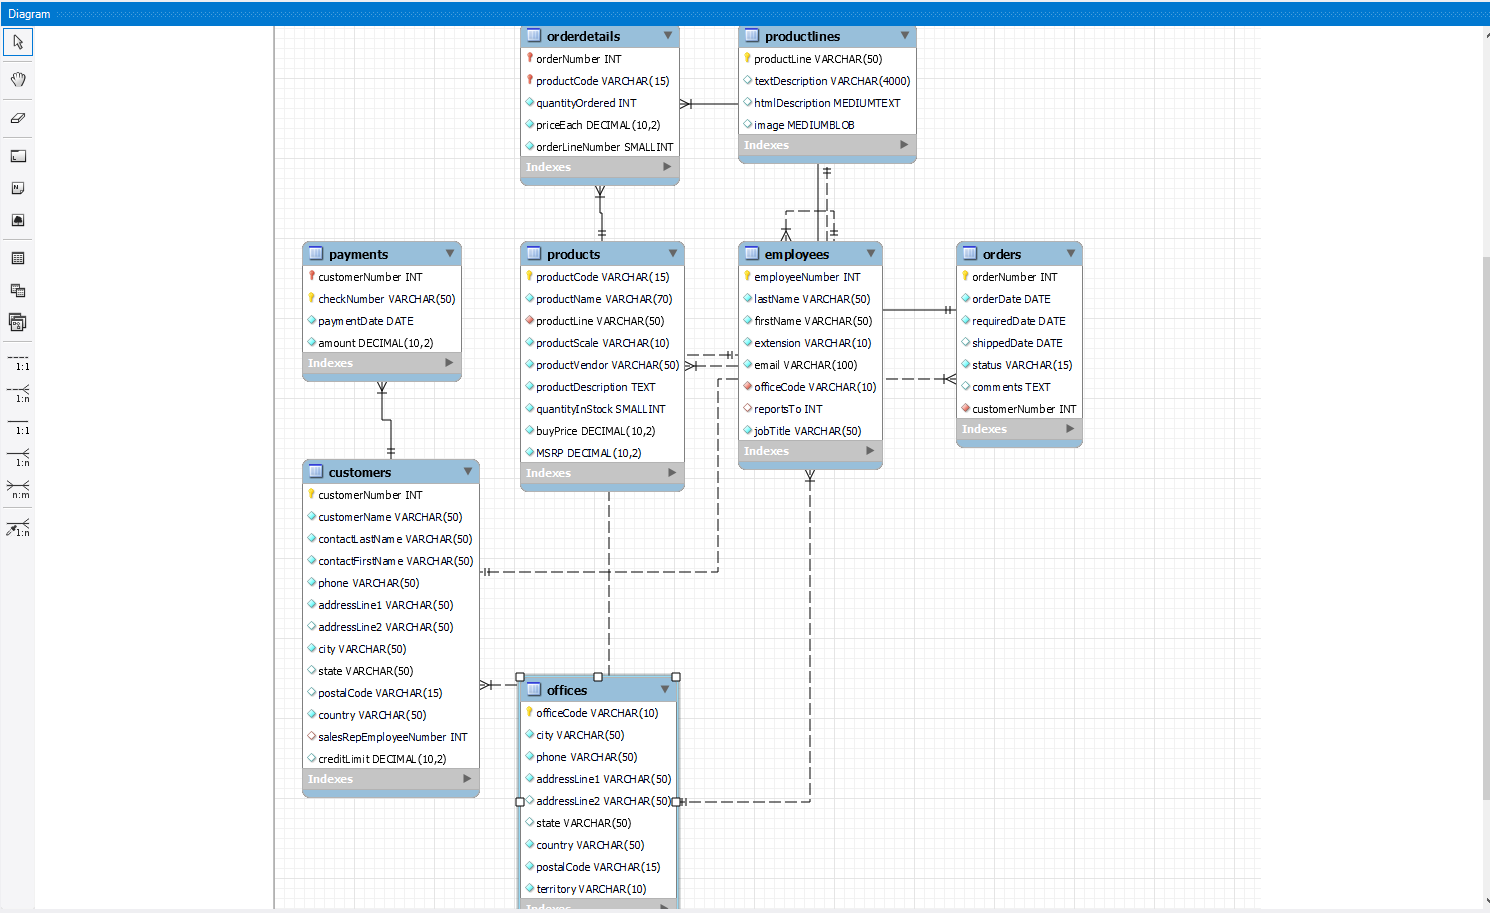 Diagram
orderdetails
orderNumber INT
productCode VARCHAR(15)
quantityOrdered INT
priceEach DECIMAL(10,2)
orderLineNumber SMALLINT
Indexes
productlines
productLine VARCHAR(50)
textDescription VARCHAR(4000)
htmlDescription MEDIUMTEXT
image MEDIUMBLOB
Indexes
payments
customerNumber INT
checkNumber VARCHAR(50)
paymentDate DATE
amount DECIMAL(10,2)
Indexes
products
productCode VARCHAR(15)
productName VARCHAR(70)
productLine VARCHAR(50)
productScale VARCHAR(10)
productVendor VARCHAR(50)
productDescription TEXT
quantityInStock SMALLINT
buyPrice DECIMAL(10,2)
MSRP DECIMAL(10,2)
Indexes
employees
employeeNumber INT
lastName VARCHAR(50)
firstName VARCHAR(50)
extension VARCHAR(10)
email VARCHAR(100)
officeCode VARCHAR(10)
reportsTo INT
jobTitle VARCHAR(50)
Indexes
orders
orderNumber INT
orderDate DATE
requiredDate DATE
shippedDate DATE
status VARCHAR(15)
comments TEXT
customerNumber INT
Indexes
customers
customerNumber INT
customerName VARCHAR(50)
contactLastName VARCHAR(50)
contactFirstName VARCHAR(50)
phone VARCHAR(50)
addressLine1 VARCHAR(50)
addressLine2 VARCHAR(50)
city VARCHAR(50)
state VARCHAR(50)
postalCode VARCHAR(15)
country VARCHAR(50)
salesRepEmployeeNumber INT
creditLimit DECIMAL(10,2)
Indexes
offices
officeCode VARCHAR(10)
city VARCHAR(50)
phone VARCHAR(50)
addressLine1 VARCHAR(50)
addressLine2 VARCHAR(50)
state VARCHAR(50)
country VARCHAR(50)
postalCode VARCHAR(15)
territory VARCHAR(10)
Indexes
1:1
1:n
1:1
1:n
n:m
1:n